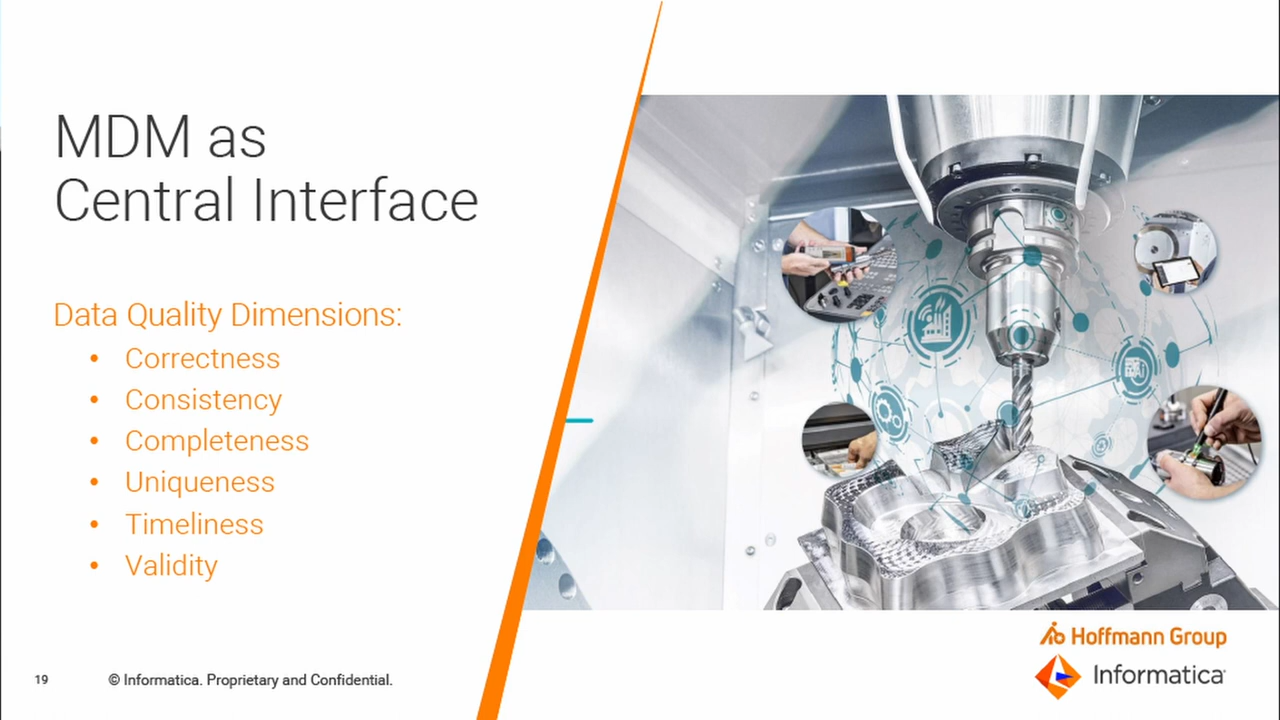 MDM as
Central Interface
Data Quality Dimensions:
• Correctness
• Consistency
• Completeness
• Uniqueness
• Timeliness
• Validity
19
© Informatica. Proprietary and Confidential.
Hoffmann Group
Informatica